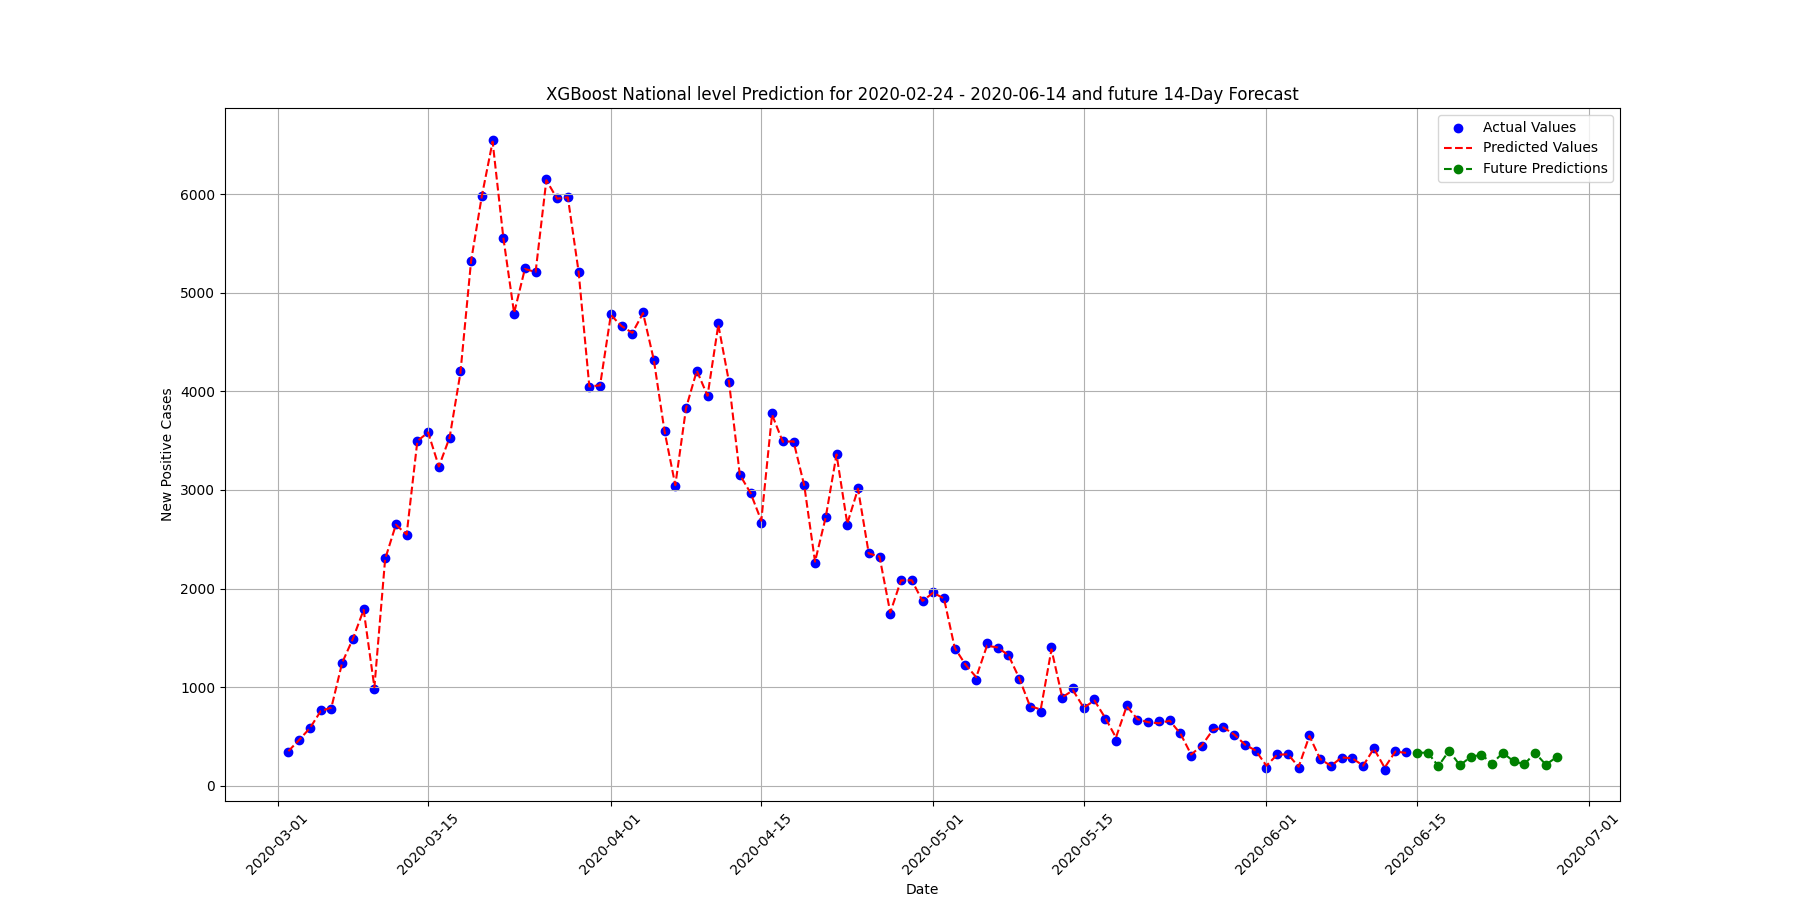 XGBoost National level Prediction for 2020-02-24 - 2020-06-14 and future 14-Day Forecast
Actual Values
Predicted Values
Future Predictions
New Positive Cases
6000
5000
4000
3000
2000
1000
0
2020-03-01
2020-03-15
2020-04-01
2020-04-15
2020-05-01
2020-05-15
2020-06-01
2020-06-15
2020-07-01
Date